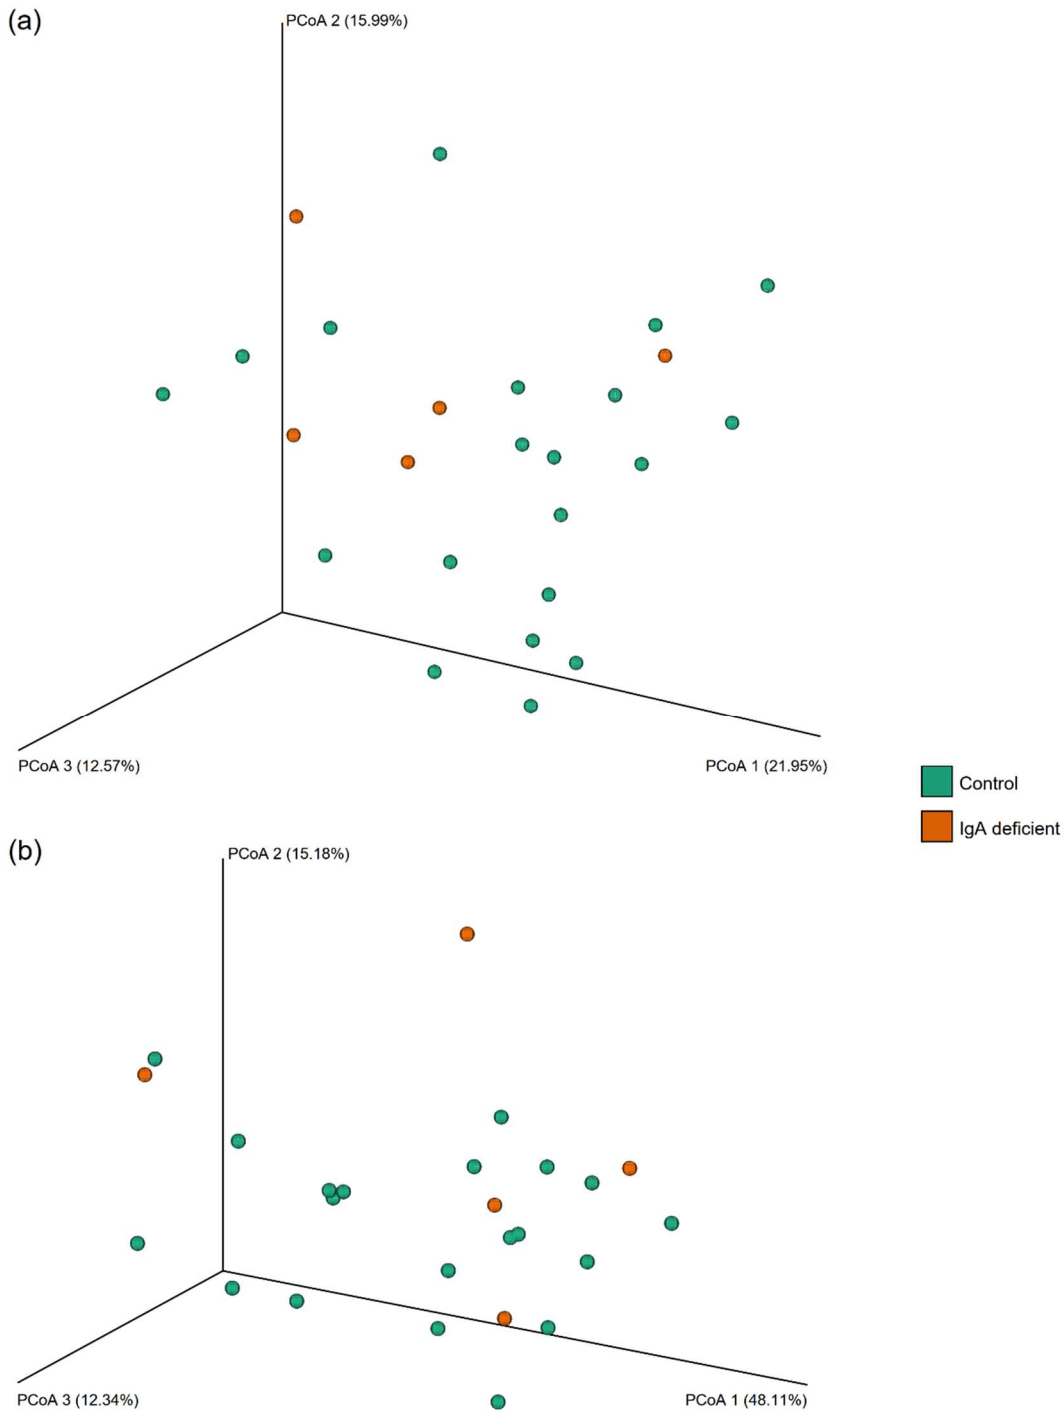 (a)
PCoA 2 (15.99%)
PCoA 3 (12.57%)
PCoA 1 (21.95%)
Control
IgA deficient
(b)
PCoA 2 (15.18%)
PCoA 3 (12.34%)
PCoA 1 (48.11%)